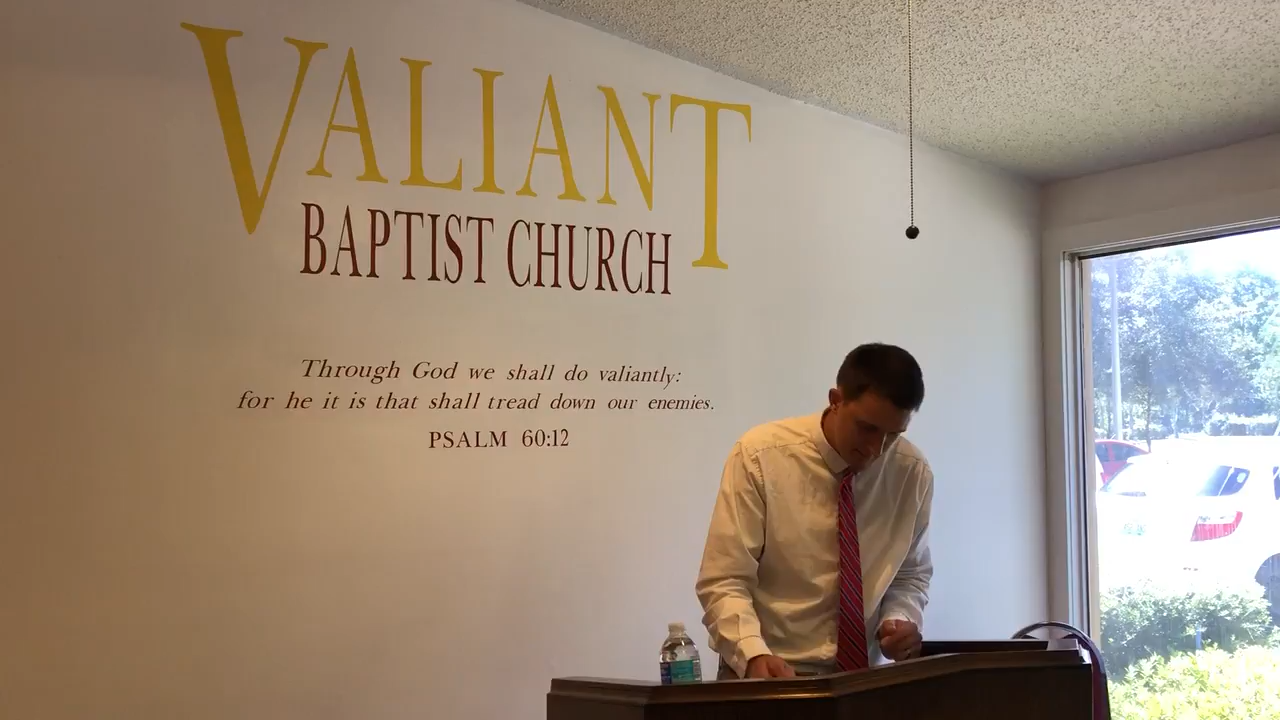 VALIANT
BAPTIST CHURCH
Through God we shall do valiantly:
for he it is that shall tread down our enemies.
PSALM 60:12